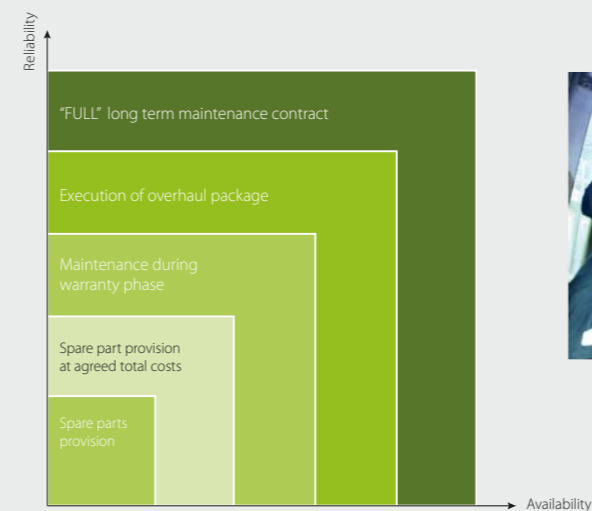 Reliability
“FULL” long term maintenance contract
Execution of overhaul package
Maintenance during
warranty phase
Spare part provision
at agreed total costs
Spare parts
provision
Availability